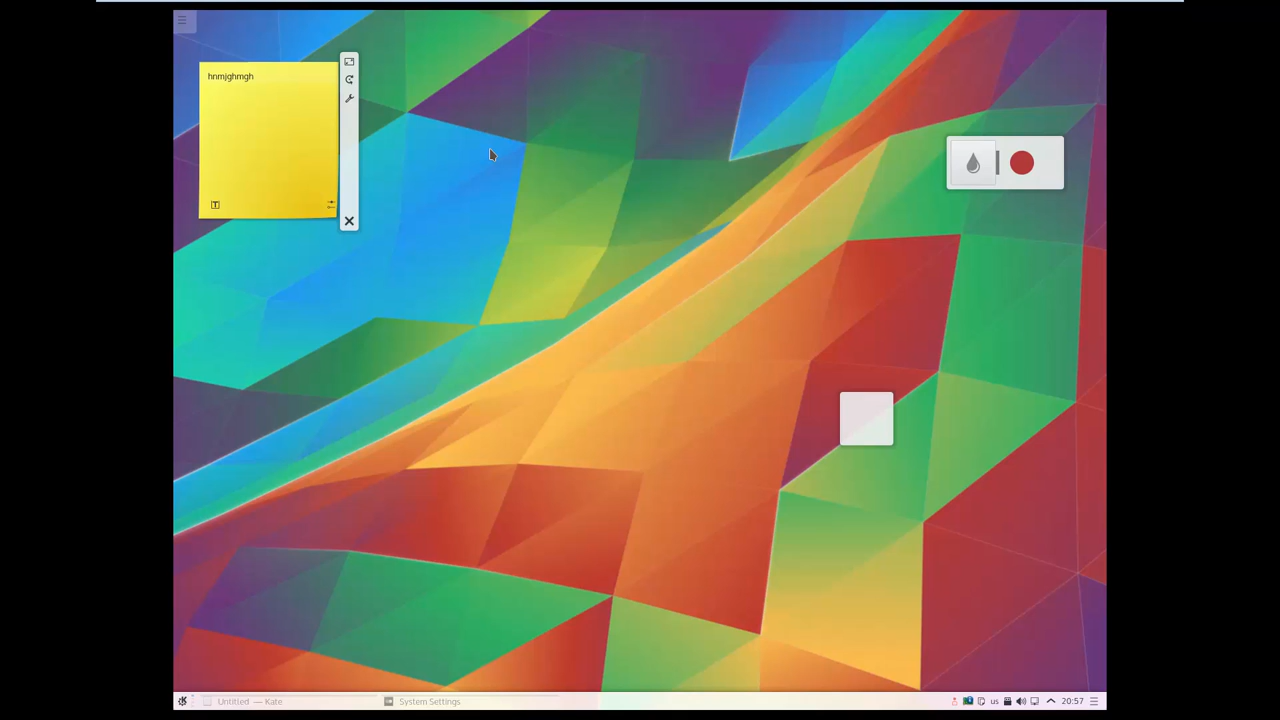 hnmjghmgh
T
Untitled — Kate
System Settings
us
20:57